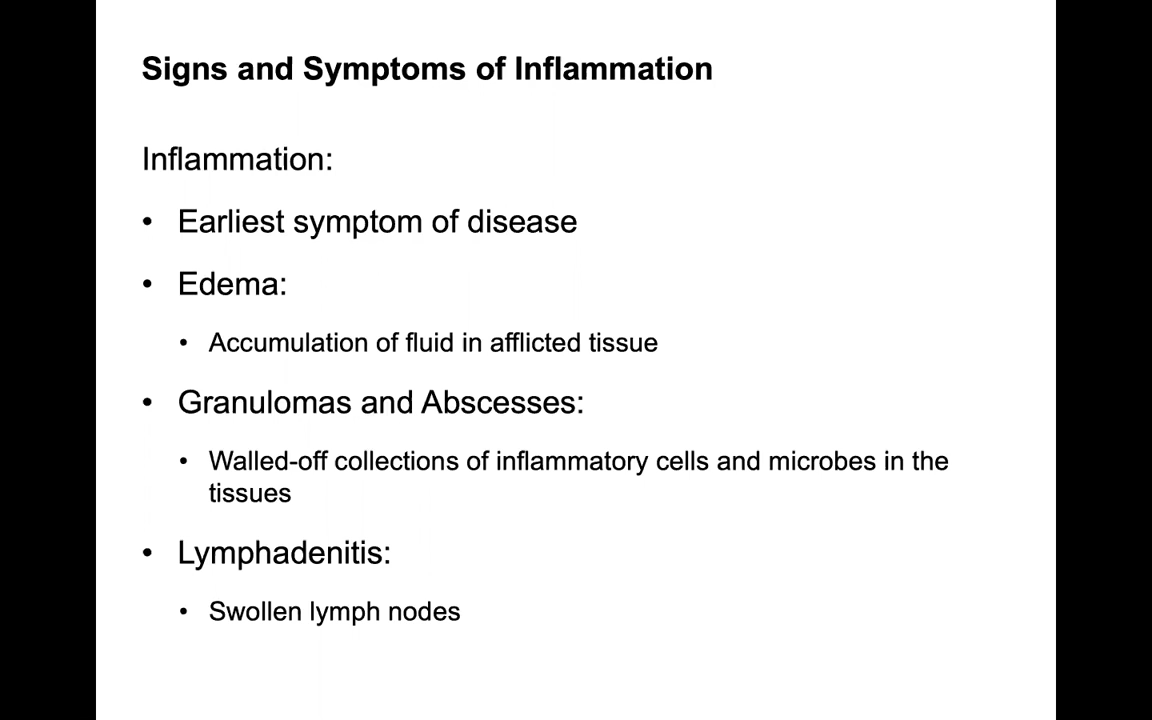 Signs and Symptoms of Inflammation
Inflammation:
• Earliest symptom of disease
• Edema:
• Accumulation of fluid in afflicted tissue
• Granulomas and Abscesses:
• Walled-off collections of inflammatory cells and microbes in the
tissues
• Lymphadenitis:
• Swollen lymph nodes